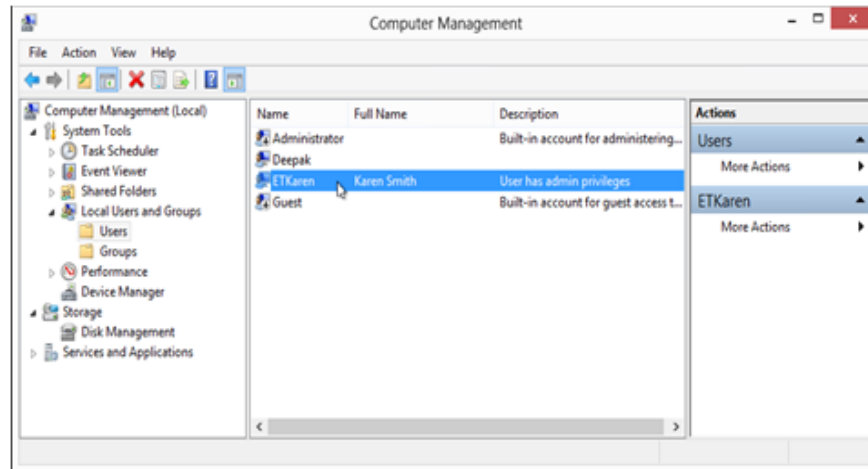 Computer Management
File Action View Help
Computer Management (Local)
System Tools
Task Scheduler
Event Viewer
Shared Folders
Local Users and Groups
Users
Groups
Performance
Device Manager
Storage
Disk Management
Services and Applications
Name Full Name Description
Administrator Built-in account for administering...
Deepak
ETKaren Karen Smith User has admin privileges
Guest Built-in account for guest access t...
Actions
Users
More Actions
ETKaren
More Actions